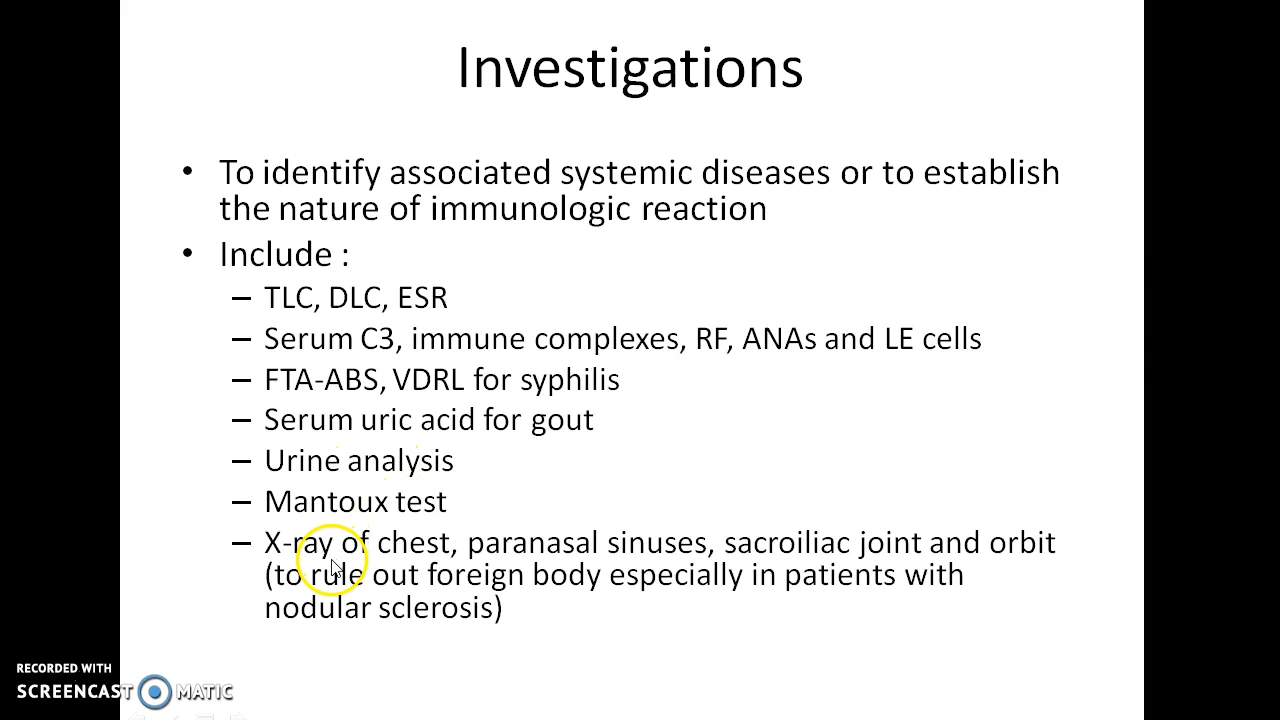 Investigations
• To identify associated systemic diseases or to establish
the nature of immunologic reaction
• Include :
– TLC, DLC, ESR
– Serum C3, immune complexes, RF, ANAs and LE cells
– FTA-ABS, VDRL for syphilis
– Serum uric acid for gout
– Urine analysis
– Mantoux test
– X-ray of chest, paranasal sinuses, sacroiliac joint and orbit
(to rule out foreign body especially in patients with
nodular sclerosis)
RECORDED WITH
SCREENCAST MATIC